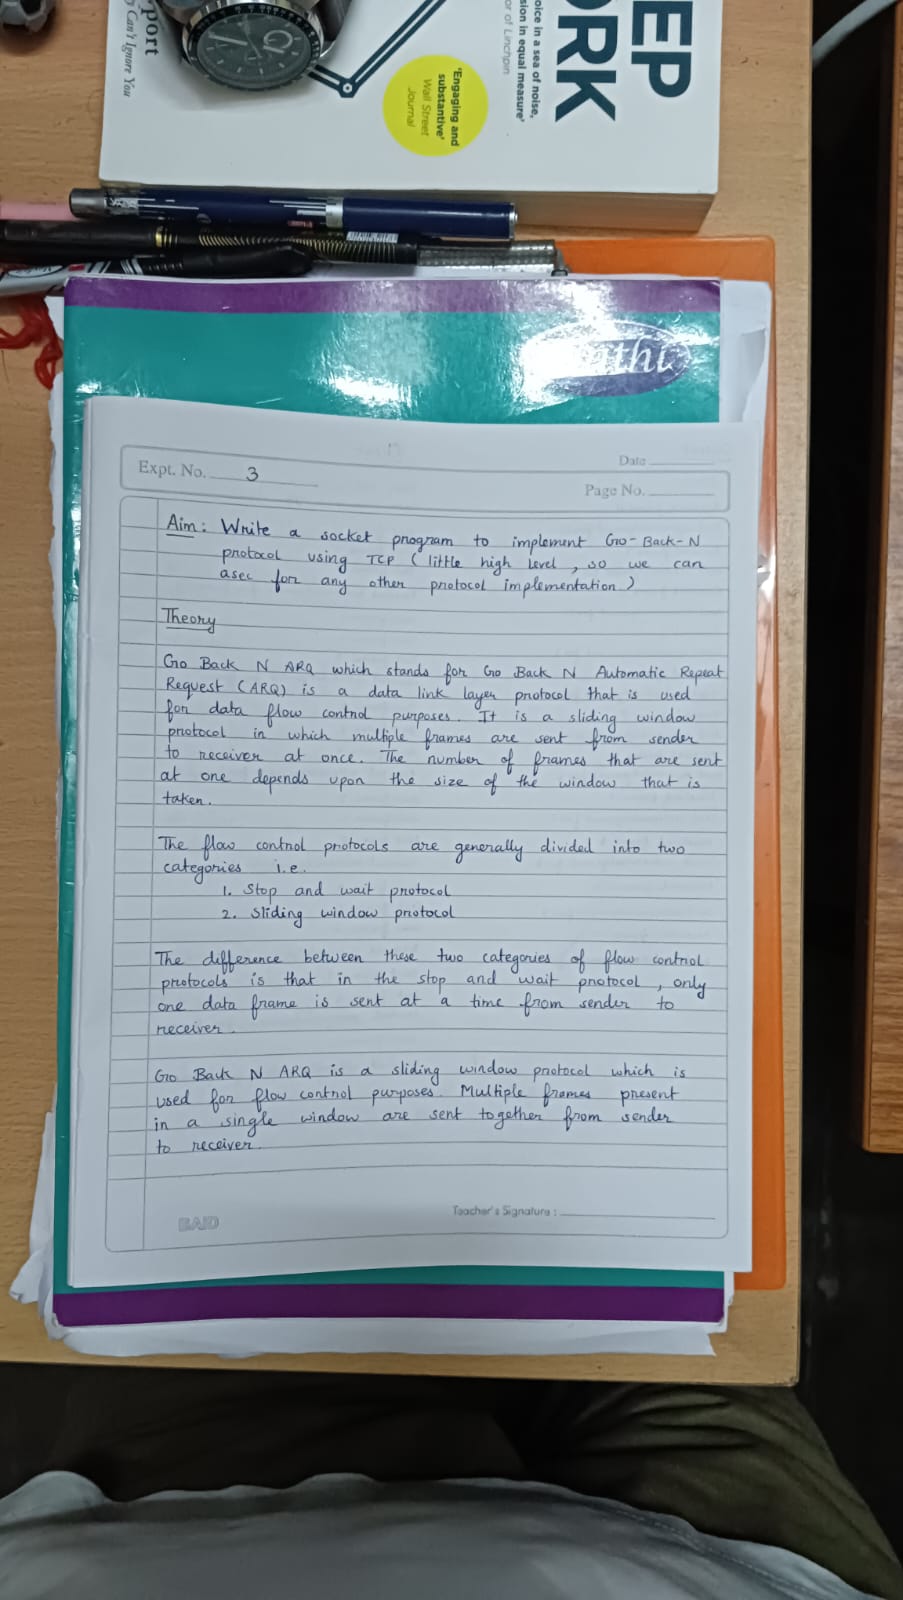 port
Can't Ignore You
'Engaging and
substantive'
Wall Street
Journal
oice in a sea of noise,
sion in equal measure'
or of Linchpin
EP
ORK
Expt. No. 3
Date
Page No.
Aim: Write a socket program to implement Go-Back-N
protocol using TCP (little high level, so we can
asec for any other protocol implementation)
Theory
Go Back N ARQ which stands for Go Back N Automatic Repeat
Request (ARQ) is a data link layer protocol that is used
for data flow control purposes. It is a sliding window
protocol in which multiple frames are sent from sender
to receiver at once. The number of frames that are sent
at one depends upon the size of the window that is
taken.
The flow control protocols are generally divided into two
categories i.e.
1. Stop and wait protocol
2. Sliding window protocol
The difference between these two categories of flow control
protocols is that in the stop and wait protocol, only
one data frame is sent at a time from sender to
receiver.
Go Back N ARQ is a sliding window protocol which is
used for flow control purposes. Multiple frames present
in a single window are sent together from sender
to receiver.
BAID
Teacher's Signature :